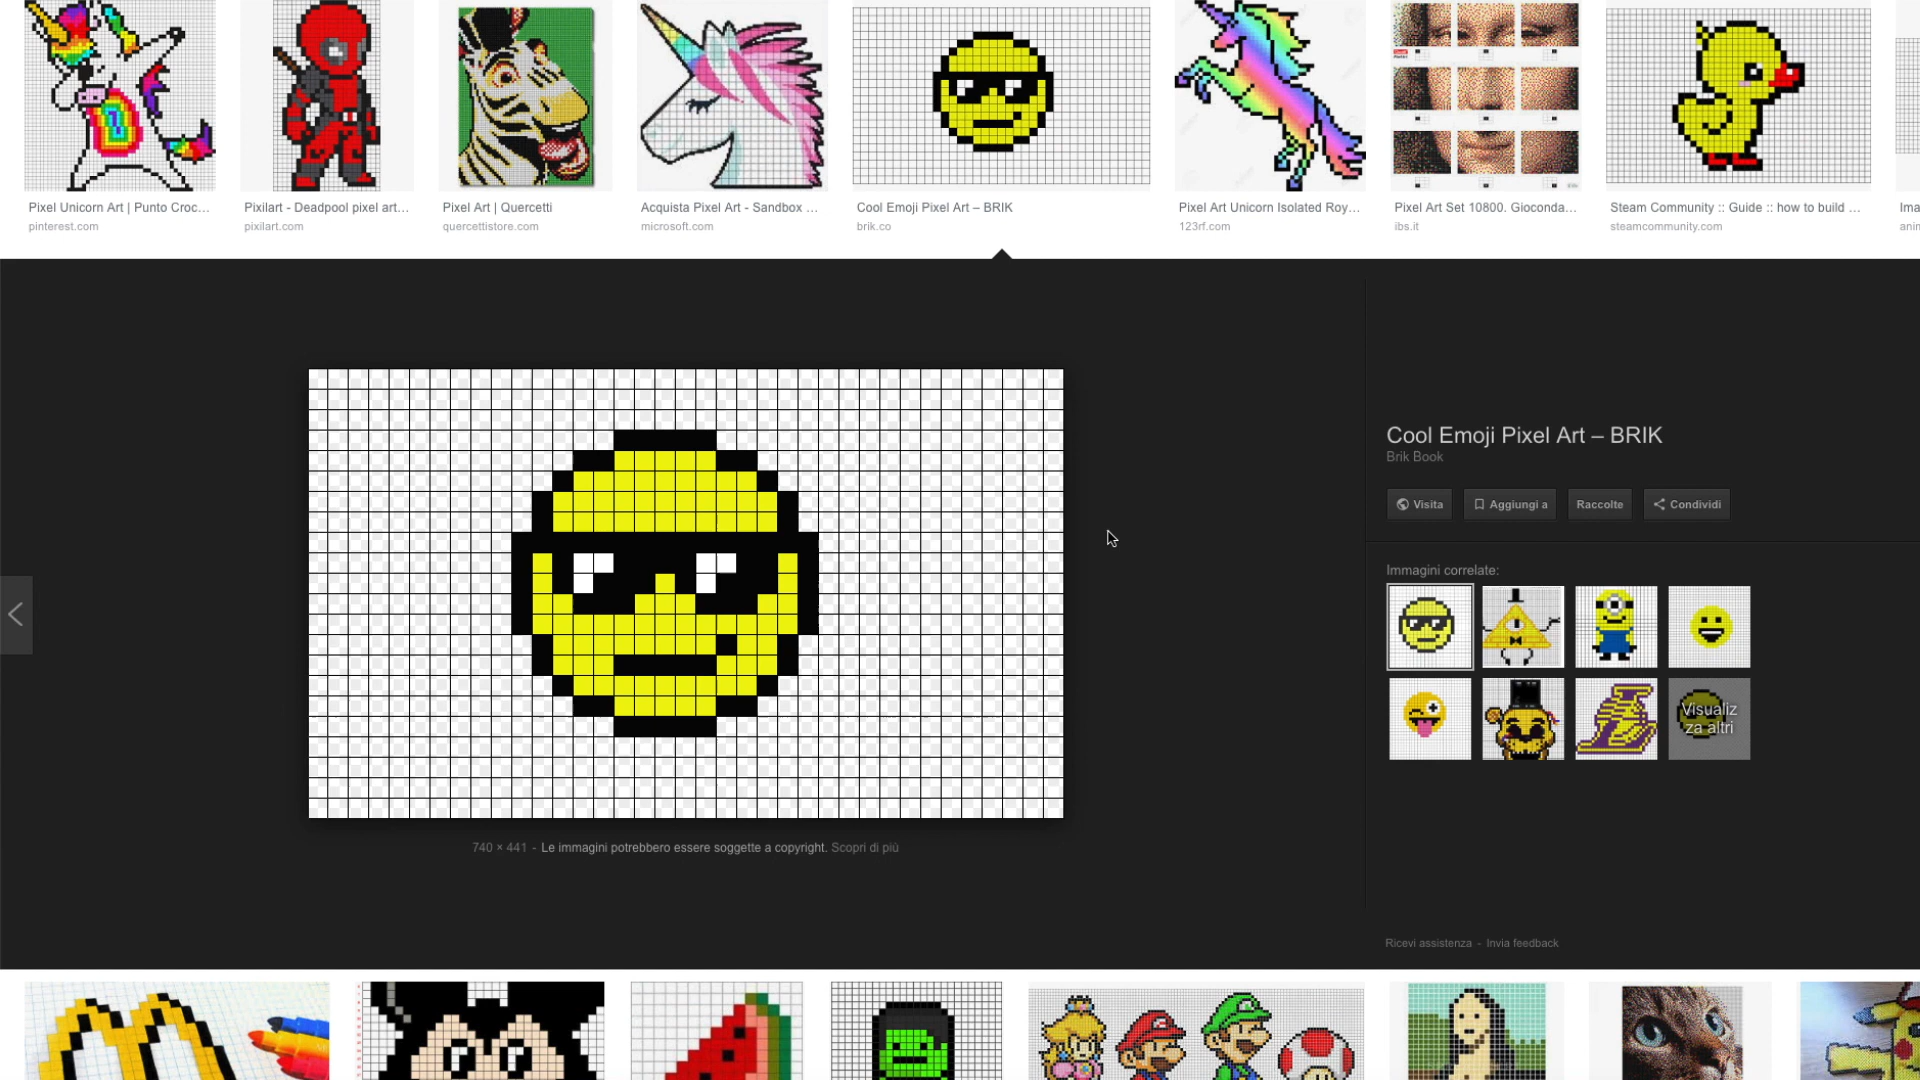 Pixel Unicorn Art | Punto Croc...
pinterest.com
Pixilart - Deadpool pixel art...
pixilart.com
Pixel Art | Quercetti
quercettistore.com
Acquista Pixel Art - Sandbox ...
microsoft.com
Cool Emoji Pixel Art – BRIK
brik.co
Pixel Art Unicorn Isolated Roy...
123rf.com
Pixel Art Set 10800. Gioconda...
ibs.it
Steam Community :: Guide :: how to build ...
steamcommunity.com
Ima
anin
Cool Emoji Pixel Art – BRIK
Brik Book
Visita
Aggiungi a
Raccolte
Condividi
Immagini correlate:
Visualiz
za altri
740 × 441 - Le immagini potrebbero essere soggette a copyright. Scopri di più
Ricevi assistenza - Invia feedback